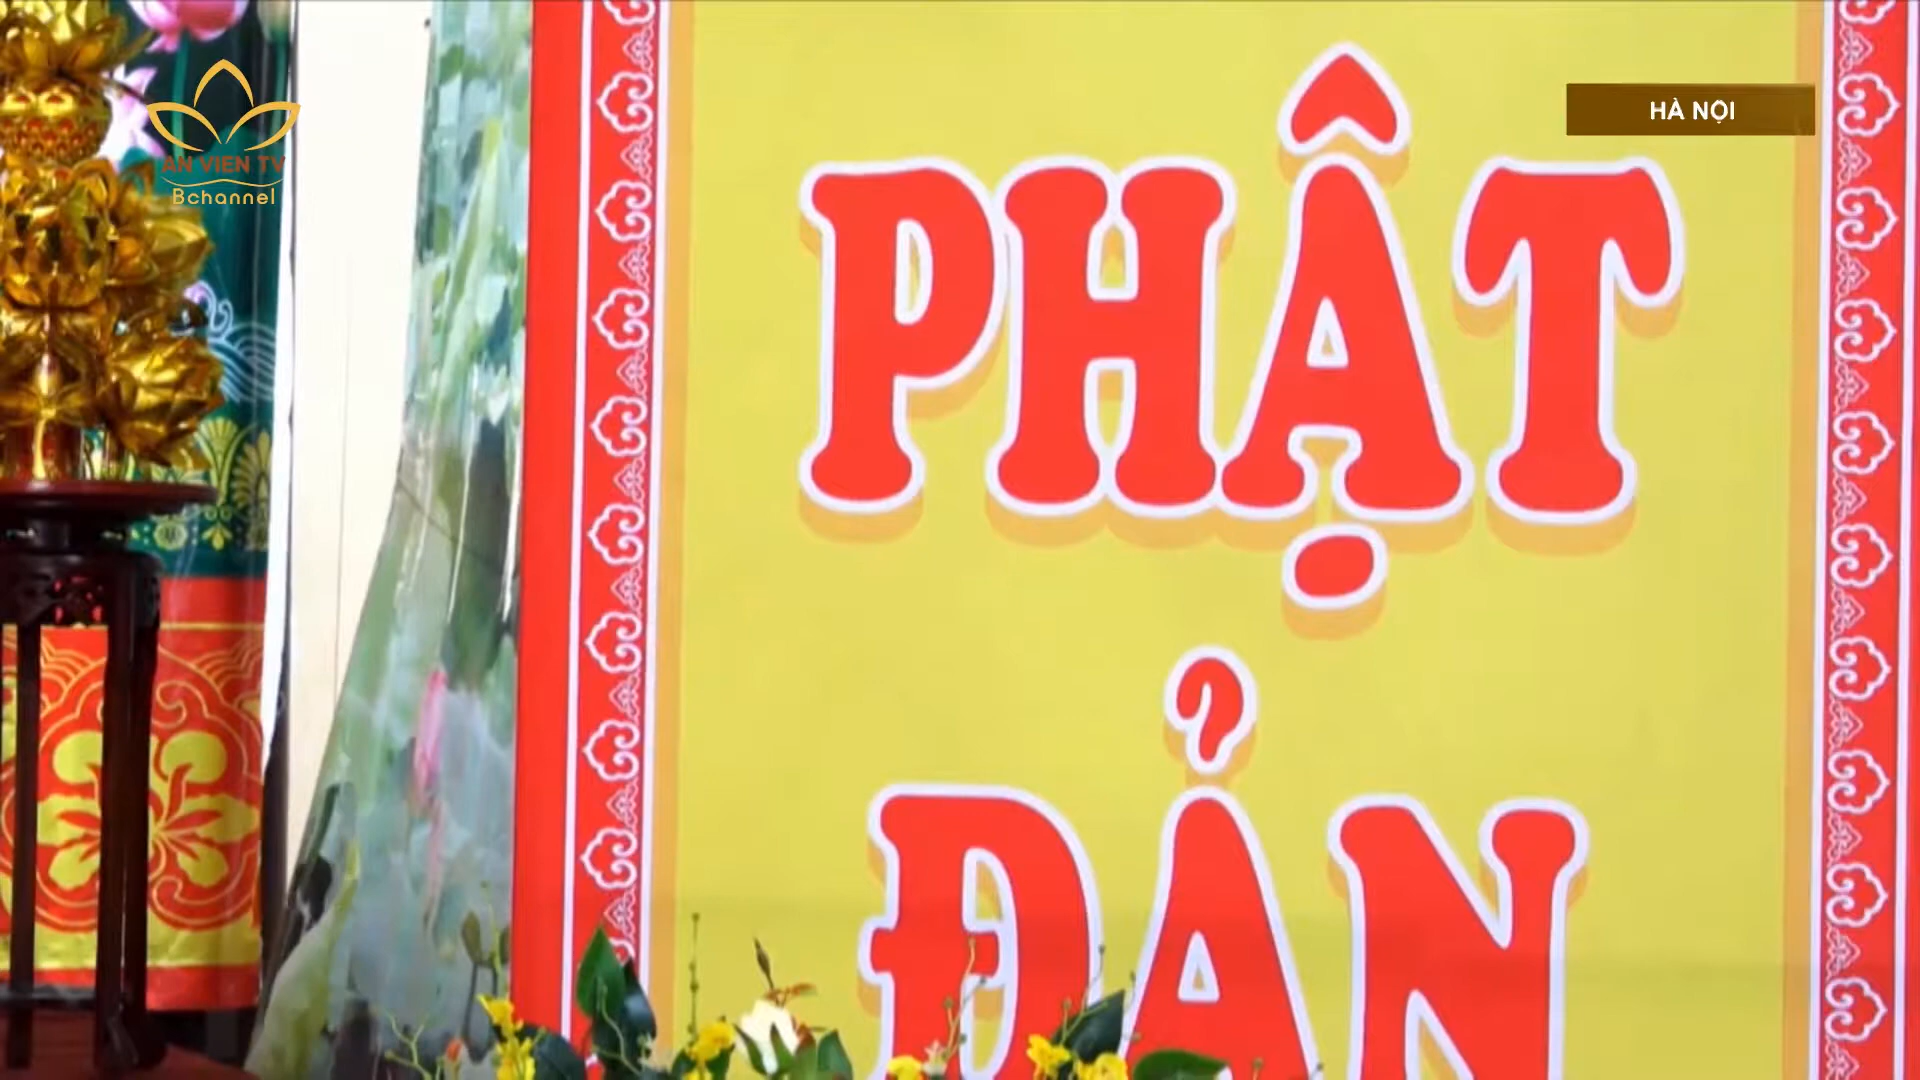 AN VIEN TV
Bchannel
HÀ NỘI
PHẬT
ĐẢN